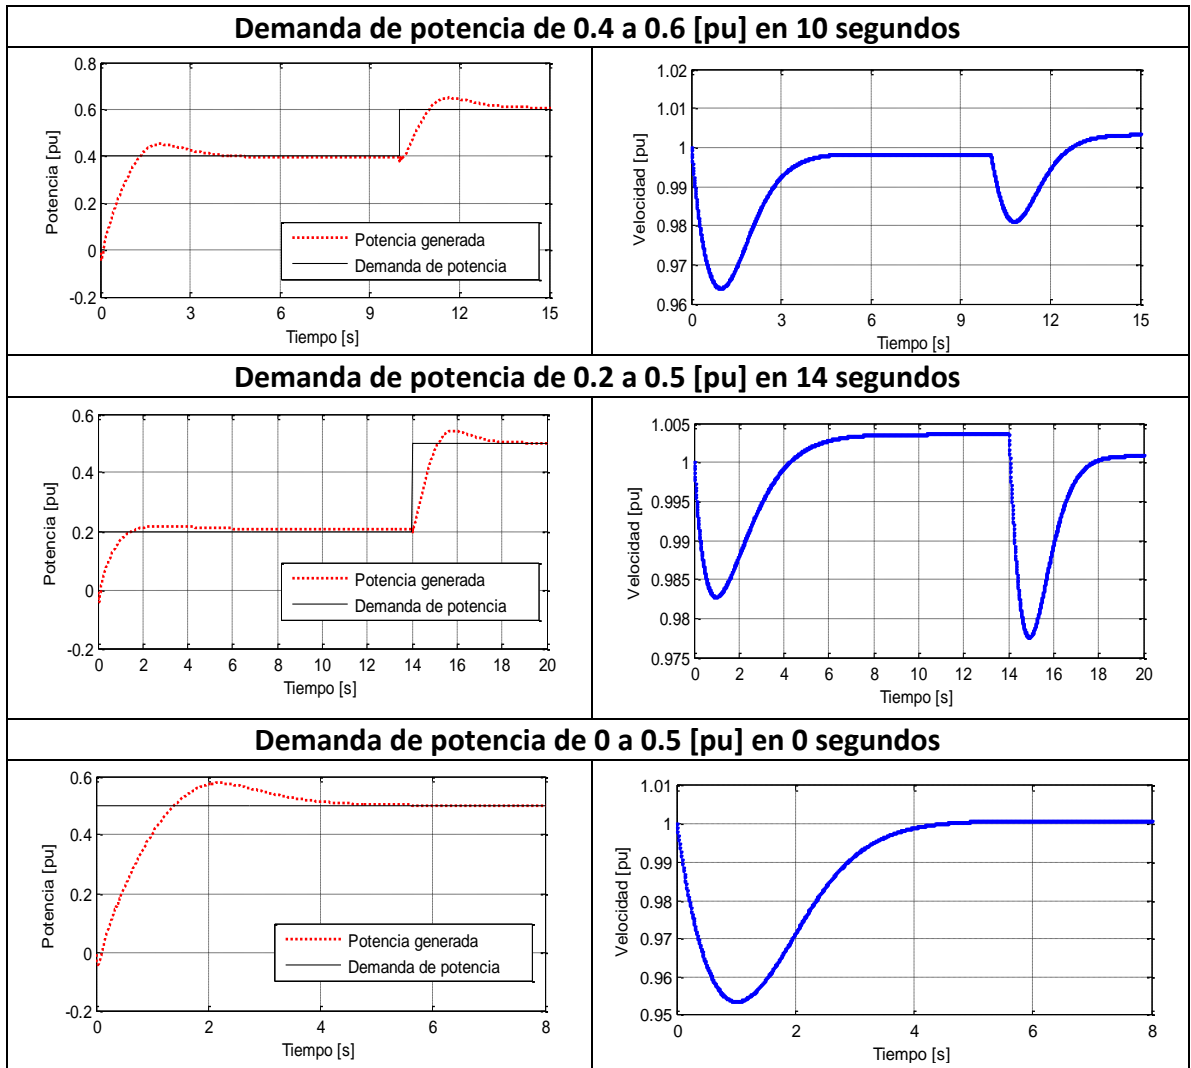 Demanda de potencia de 0.4 a 0.6 [pu] en 10 segundos
Potencia [pu]
0.8
0.6
0.4
0.2
0
-0.2
0 3 6 9 12 15
Tiempo [s]
Potencia generada
Demanda de potencia
Velocidad [pu]
1.02
1.01
1
0.99
0.98
0.97
0.96
0 3 6 9 12 15
Tiempo [s]
Demanda de potencia de 0.2 a 0.5 [pu] en 14 segundos
Potencia [pu]
0.6
0.4
0.2
0
-0.2
0 2 4 6 8 10 12 14 16 18 20
Tiempo [s]
Potencia generada
Demanda de potencia
Velocidad [pu]
1.005
1
0.995
0.99
0.985
0.98
0.975
0 2 4 6 8 10 12 14 16 18 20
Tiempo [s]
Demanda de potencia de 0 a 0.5 [pu] en 0 segundos
Potencia [pu]
0.6
0.4
0.2
0
-0.2
0 2 4 6 8
Tiempo [s]
Potencia generada
Demanda de potencia
Velocidad [pu]
1.01
1
0.99
0.98
0.97
0.96
0.95
0 2 4 6 8
Tiempo [s]